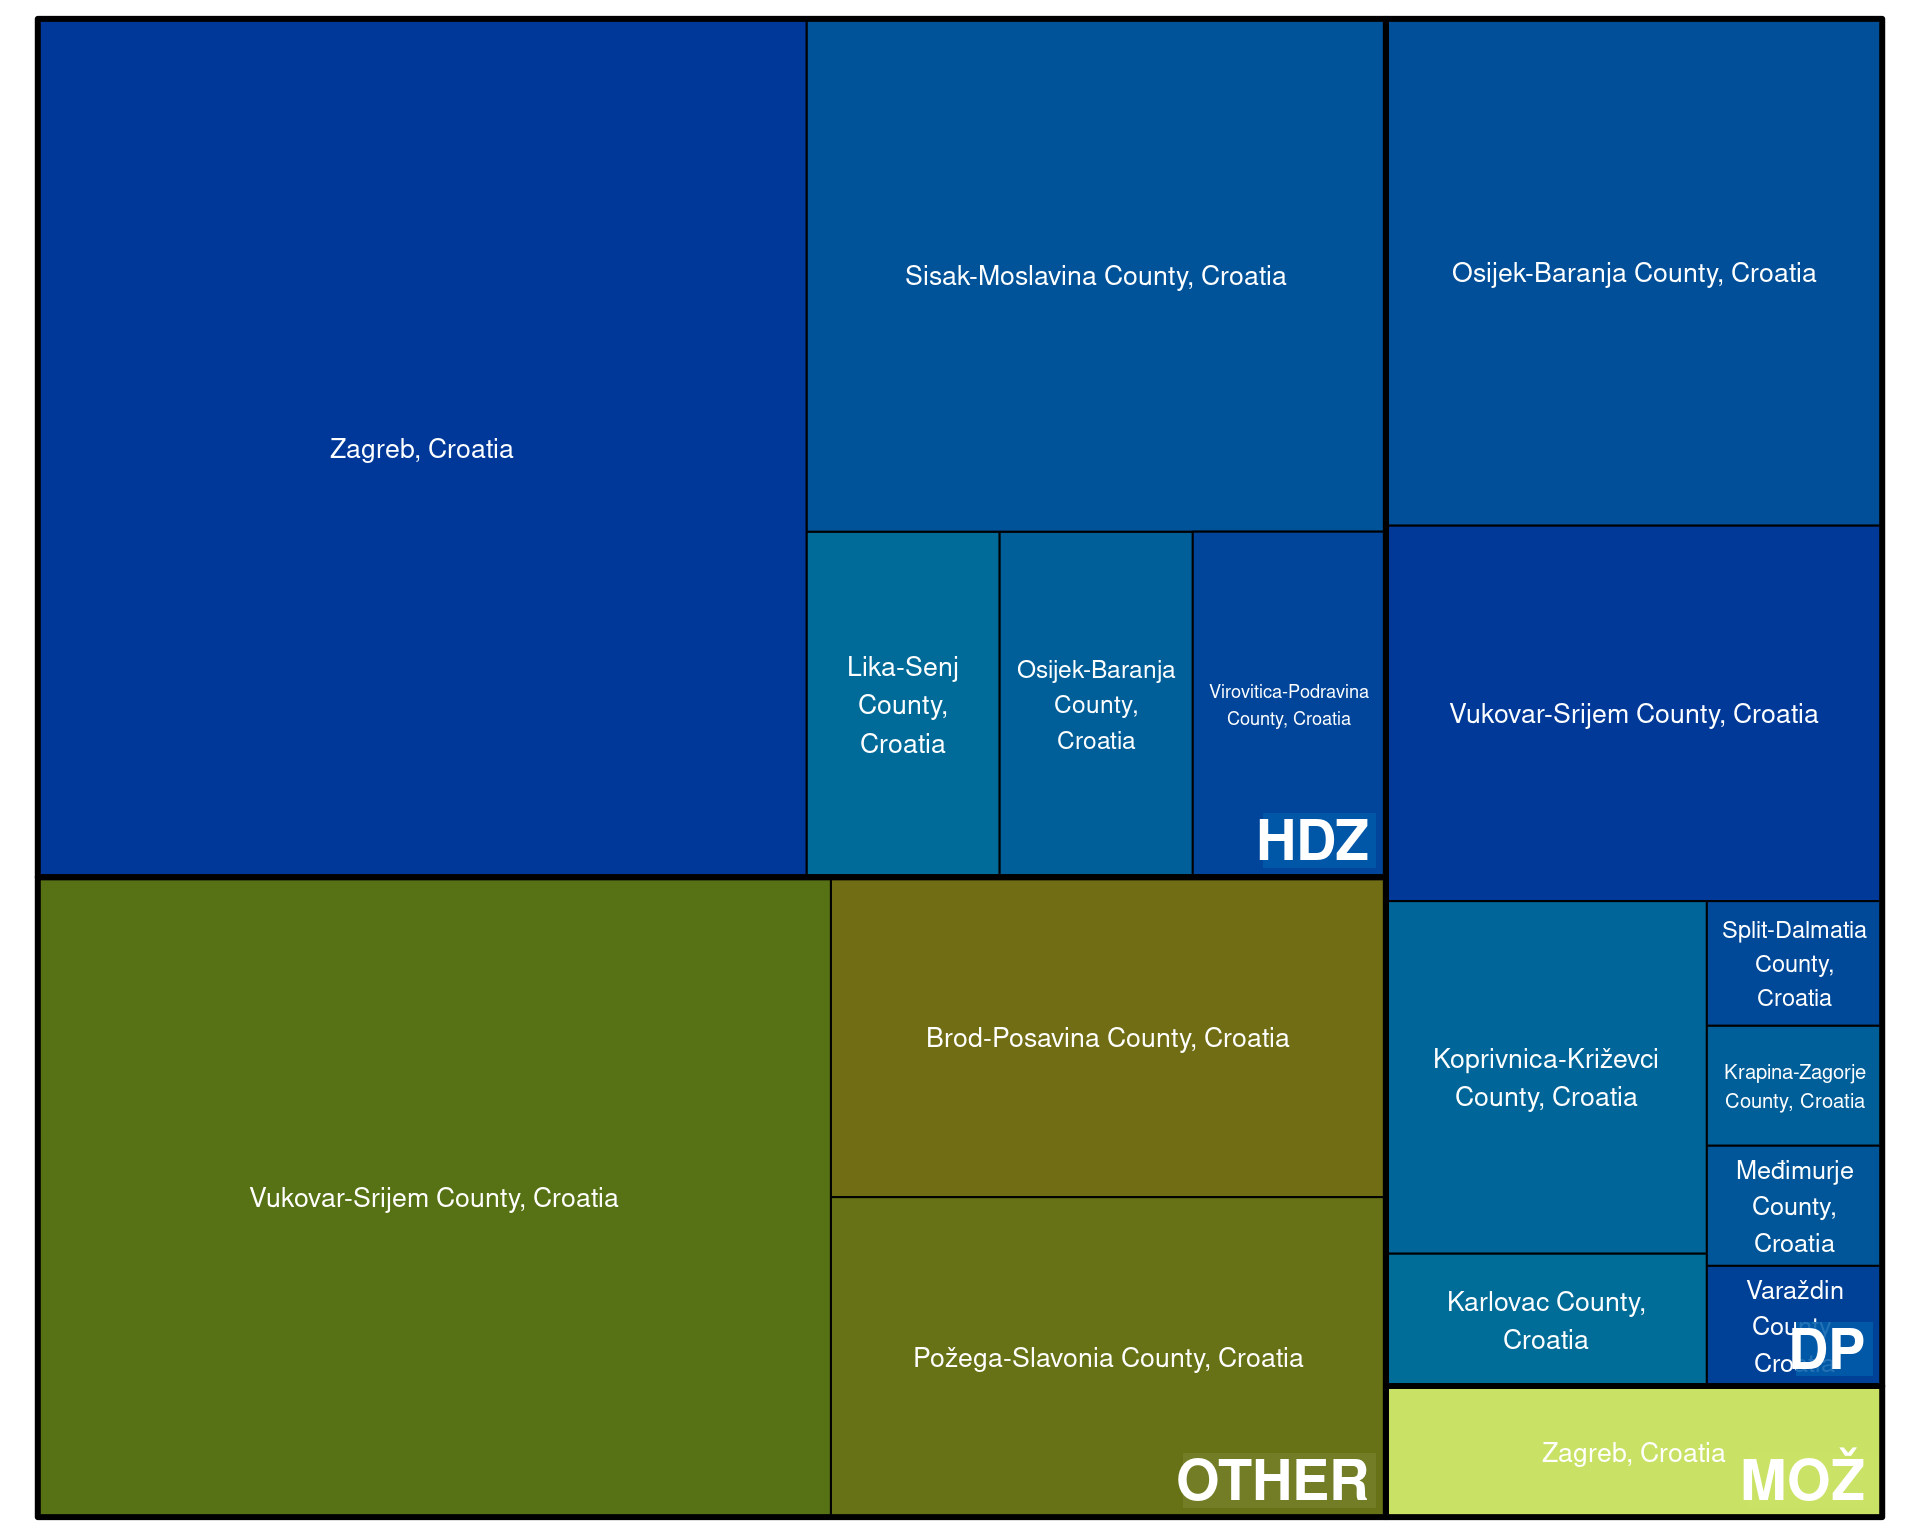 Zagreb, Croatia
Sisak-Moslavina County, Croatia
Lika-Senj
County,
Croatia
Osijek-Baranja
County,
Croatia
Virovitica-Podravina
County, Croatia
HDZ
Osijek-Baranja County, Croatia
Vukovar-Srijem County, Croatia
Koprivnica-Križevci
County, Croatia
Karlovac County,
Croatia
Split-Dalmatia
County,
Croatia
Krapina-Zagorje
County, Croatia
Međimurje
County,
Croatia
Varaždin
County,
Croatia
DP
Vukovar-Srijem County, Croatia
Brod-Posavina County, Croatia
Požega-Slavonia County, Croatia
OTHER
Zagreb, Croatia
MOŽ